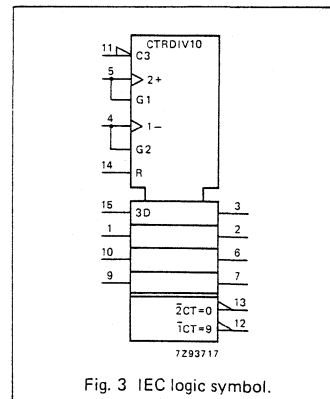 CTRDIV10
11 C3
5 2+
G1
4 1−
G2
14 R
15 3D 3
1 2
10 6
9 7
2̅CT=0 13
1̅CT=9 12
7Z93717
Fig. 3 IEC logic symbol.